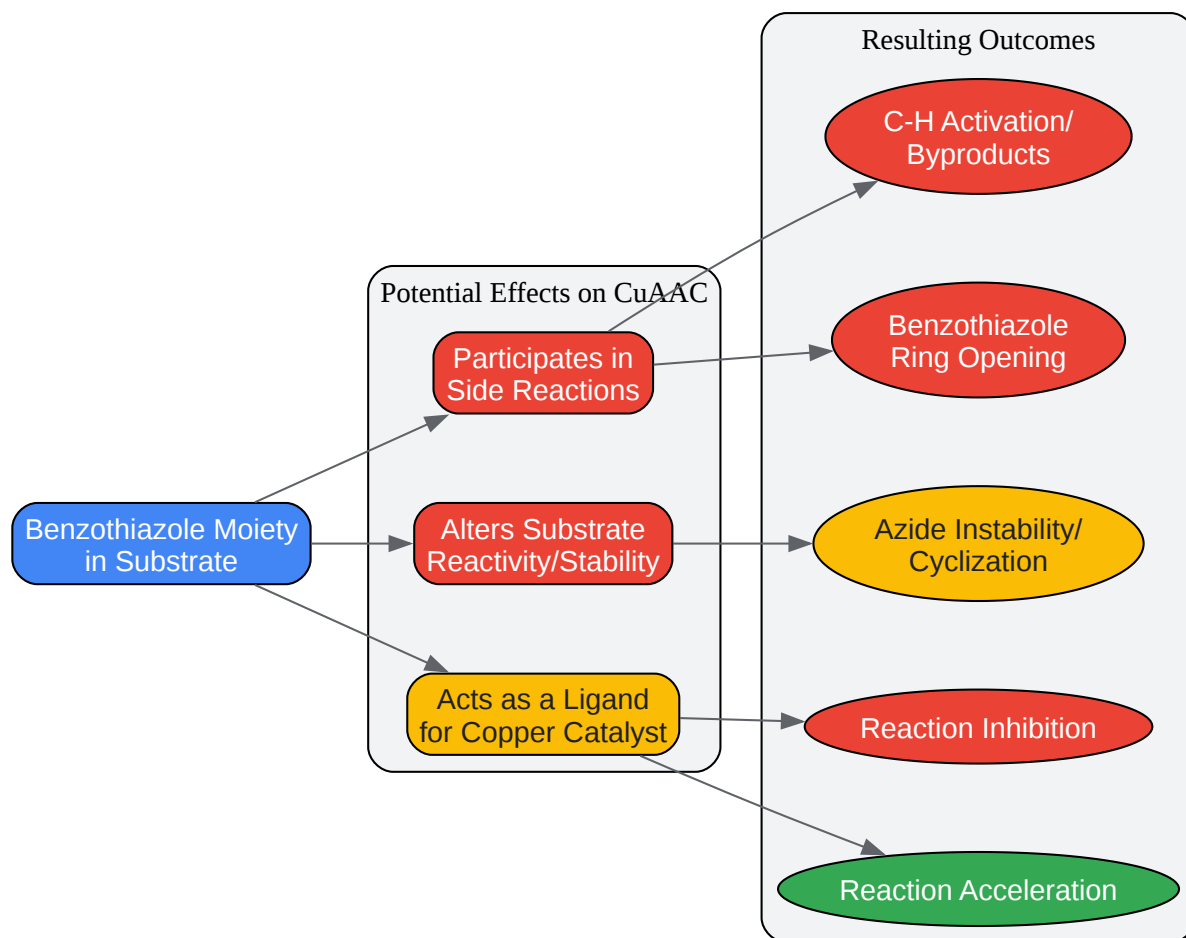 Benzothiazole Moiety
in Substrate
Potential Effects on CuAAC
Participates in
Side Reactions
Alters Substrate
Reactivity/Stability
Acts as a Ligand
for Copper Catalyst
Resulting Outcomes
C-H Activation/
Byproducts
Benzothiazole
Ring Opening
Azide Instability/
Cyclization
Reaction Inhibition
Reaction Acceleration